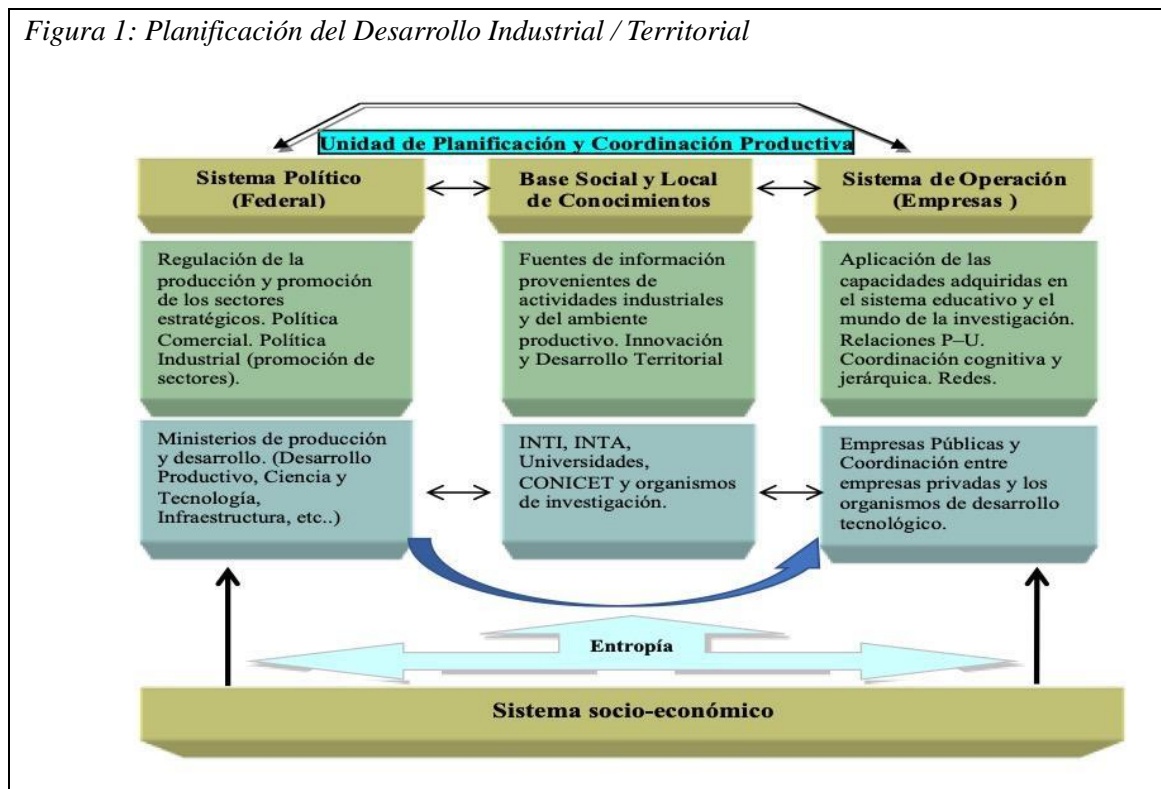 Figura 1: Planificación del Desarrollo Industrial / Territorial
Unidad de Planificación y Coordinación Productiva
Sistema Político
(Federal)
Base Social y Local
de Conocimientos
Sistema de Operación
(Empresas )
Regulación de la
producción y promoción
de los sectores
estratégicos. Política
Comercial. Política
Industrial (promoción de
sectores).
Fuentes de información
provenientes de
actividades industriales
y del ambiente
productivo. Innovación
y Desarrollo Territorial
Aplicación de las
capacidades adquiridas en
el sistema educativo y el
mundo de la investigación.
Relaciones P–U.
Coordinación cognitiva y
jerárquica. Redes.
Ministerios de producción
y desarrollo. (Desarrollo
Productivo, Ciencia y
Tecnología,
Infraestructura, etc..)
INTI, INTA,
Universidades,
CONICET y organismos
de investigación.
Empresas Públicas y
Coordinación entre
empresas privadas y los
organismos de desarrollo
tecnológico.
Entropía
Sistema socio-económico